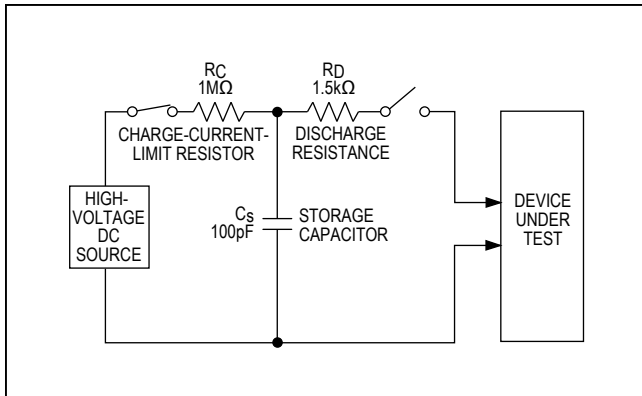 RC
1MΩ
RD
1.5kΩ
CHARGE-CURRENT-
LIMIT RESISTOR
DISCHARGE
RESISTANCE
HIGH-
VOLTAGE
DC
SOURCE
Cs
100pF
STORAGE
CAPACITOR
DEVICE
UNDER
TEST